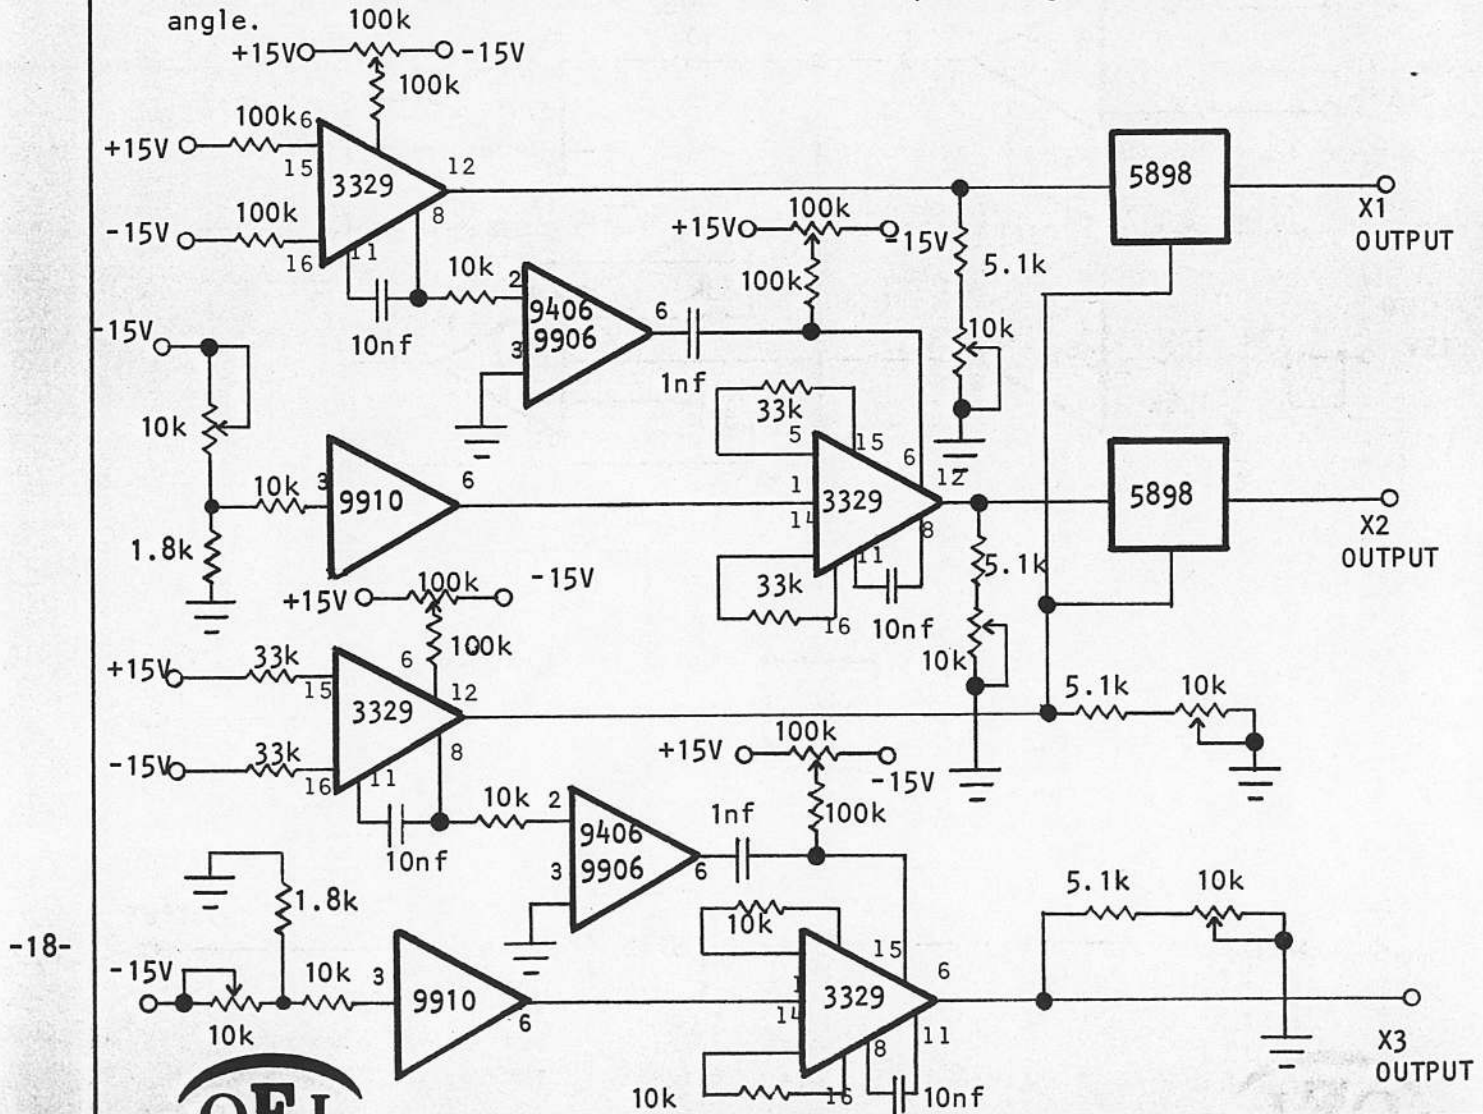 angle.
100k
+15V -15V
100k
100k 6
+15V
15
3329
12
5898
100k
-15V
16
11
8
X1
OUTPUT
100k
+15V -15V
10k
2
5.1k
100k
9406
9906
6
3
10nf
1nf
10k
-15V
10k
33k
5
15
6
12
10k
3
9910
6
1
14
3329
5898
X2
OUTPUT
1.8k
11
8
5.1k
33k
16
10nf
10k
100k
+15V -15V
100k
6
+15V
33k
15
3329
12
5.1k 10k
-15V
33k
16
11
8
100k
+15V -15V
10k
2
1nf
100k
10nf
9406
9906
3
6
1.8k
5.1k 10k
-18-
10k
-15V
10k
3
9910
6
10k
15
6
1
14
3329
8
11
10k
16
10nf
X3
OUTPUT
OEI